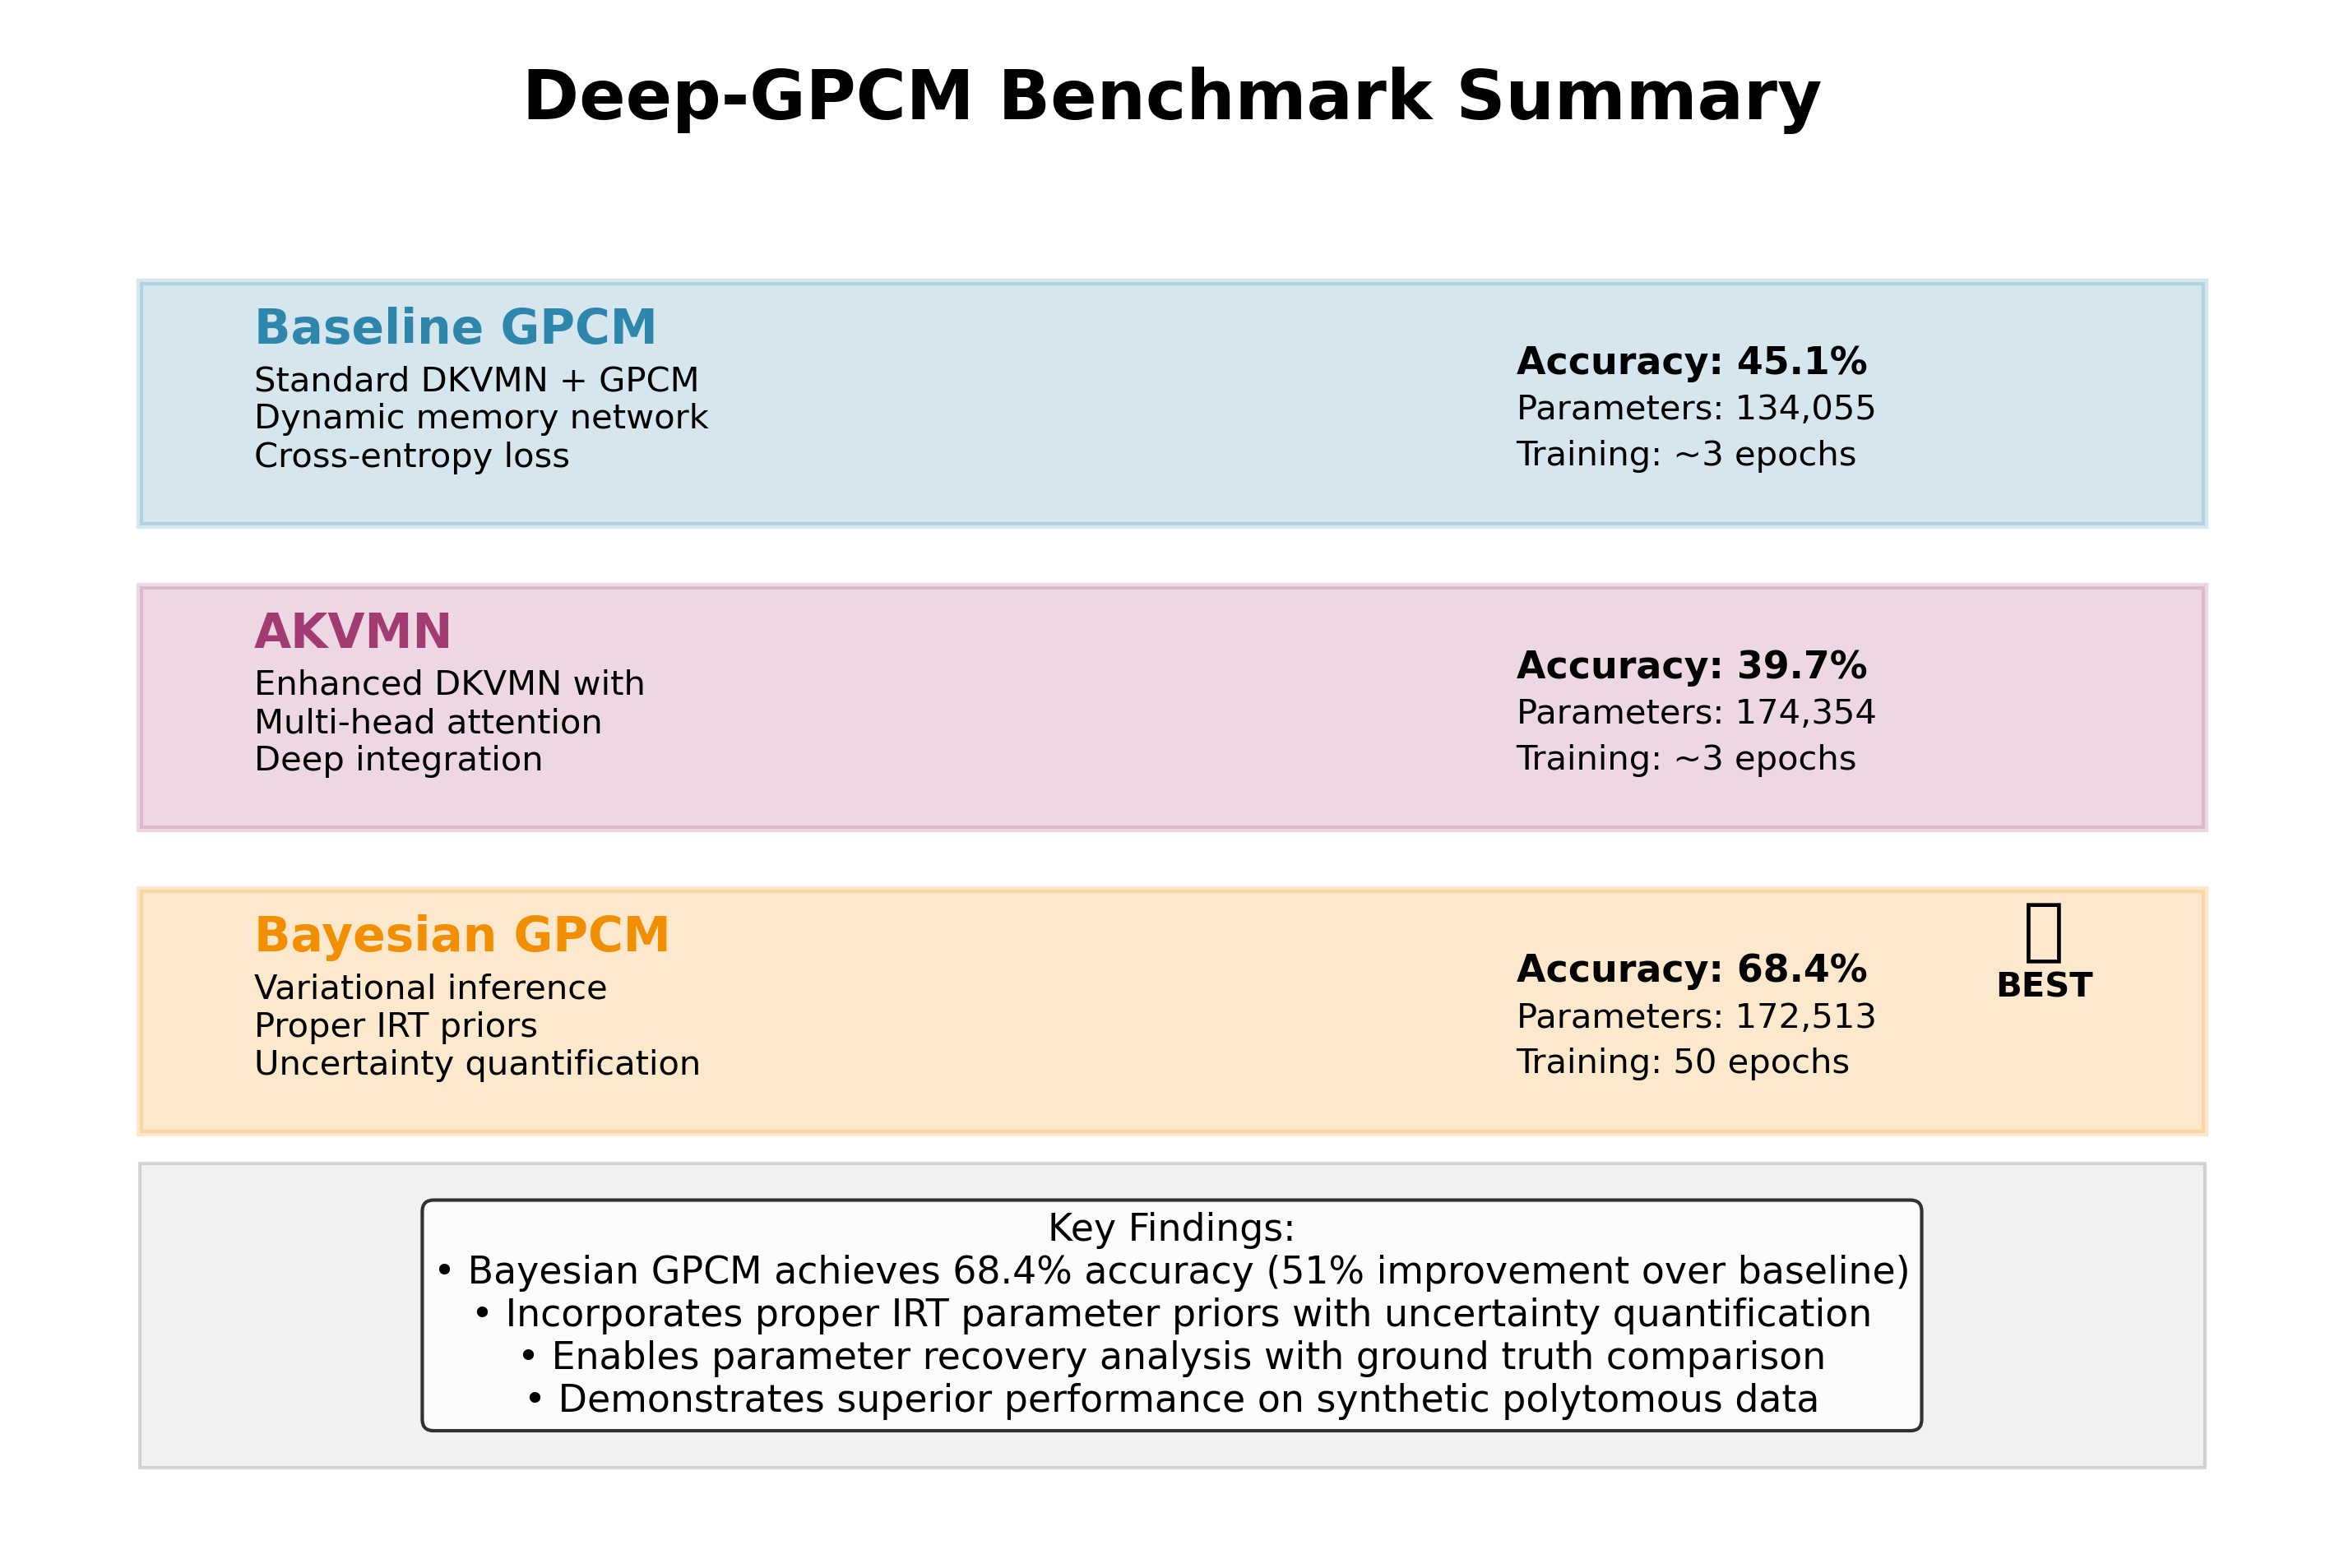 Deep-GPCM Benchmark Summary
Baseline GPCM
Standard DKVMN + GPCM
Dynamic memory network
Cross-entropy loss
Accuracy: 45.1%
Parameters: 134,055
Training: ~3 epochs
AKVMN
Enhanced DKVMN with
Multi-head attention
Deep integration
Accuracy: 39.7%
Parameters: 174,354
Training: ~3 epochs
Bayesian GPCM
Variational inference
Proper IRT priors
Uncertainty quantification
Accuracy: 68.4%
Parameters: 172,513
Training: 50 epochs
BEST
Key Findings:
• Bayesian GPCM achieves 68.4% accuracy (51% improvement over baseline)
• Incorporates proper IRT parameter priors with uncertainty quantification
• Enables parameter recovery analysis with ground truth comparison
• Demonstrates superior performance on synthetic polytomous data